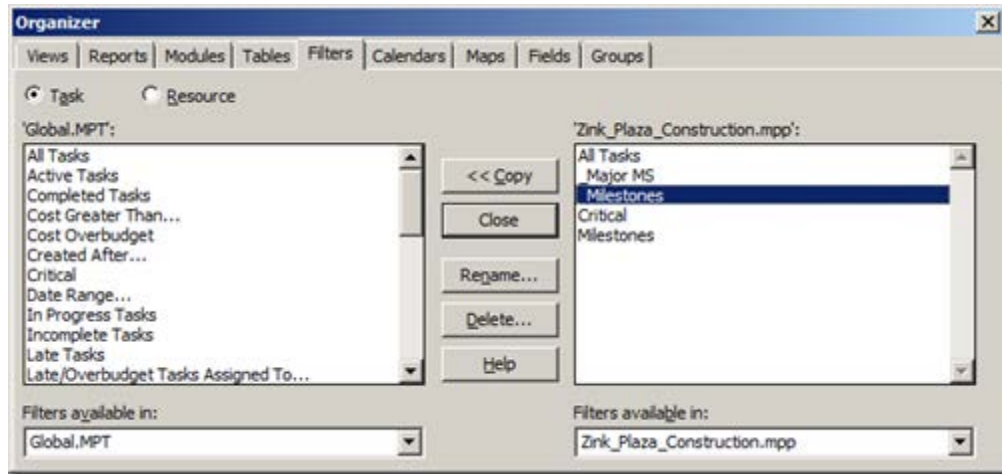 Organizer
Views Reports Modules Tables Filters Calendars Maps Fields Groups
Task Resource
'Global.MPT': 'Zink_Plaza_Construction.mpp':
All Tasks
Active Tasks
Completed Tasks
Cost Greater Than...
Cost Overbudget
Created After...
Critical
Date Range...
In Progress Tasks
Incomplete Tasks
Late Tasks
Late/Overbudget Tasks Assigned To...
<< Copy
Close
Rename...
Delete...
Help
All Tasks
_Major MS
_Milestones
Critical
Milestones
Filters available in: Filters available in:
Global.MPT Zink_Plaza_Construction.mpp